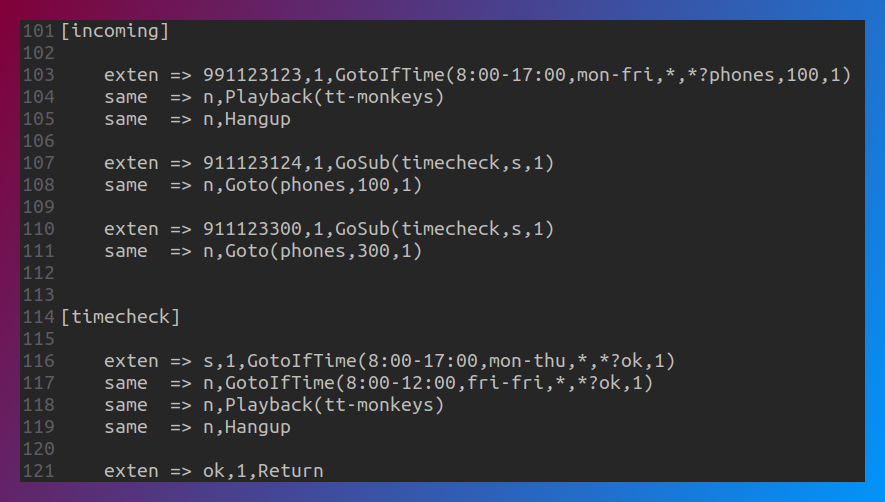 101 [incoming]
102
103     exten => 991123123,1,GotoIfTime(8:00-17:00,mon-fri,*,*?phones,100,1)
104     same  => n,Playback(tt-monkeys)
105     same  => n,Hangup
106
107     exten => 911123124,1,GoSub(timecheck,s,1)
108     same  => n,Goto(phones,100,1)
109
110     exten => 911123300,1,GoSub(timecheck,s,1)
111     same  => n,Goto(phones,300,1)
112
113
114 [timecheck]
115
116     exten => s,1,GotoIfTime(8:00-17:00,mon-thu,*,*?ok,1)
117     same  => n,GotoIfTime(8:00-12:00,fri-fri,*,*?ok,1)
118     same  => n,Playback(tt-monkeys)
119     same  => n,Hangup
120
121     exten => ok,1,Return